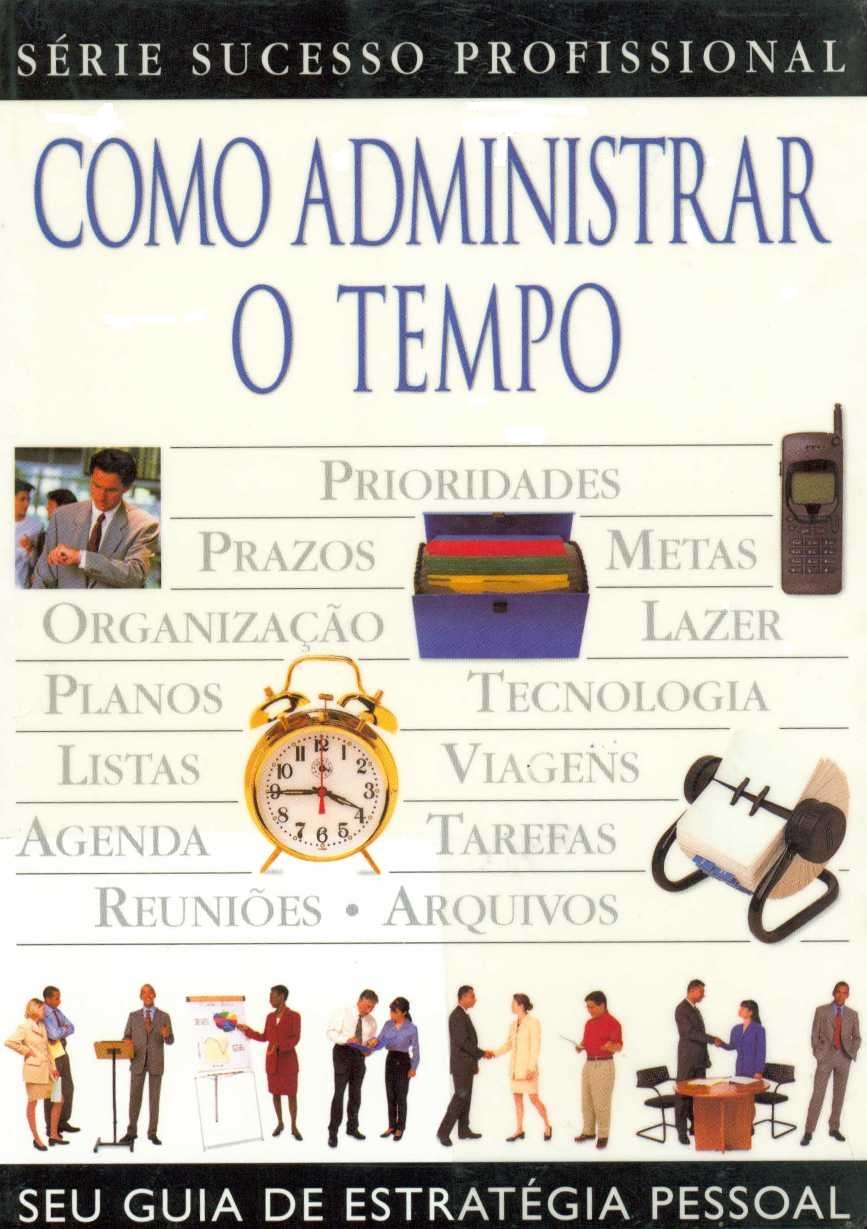 SÉRIE SUCESSO PROFISSIONAL
COMO ADMINISTRAR
O TEMPO
PRIORIDADES
PRAZOS METAS
ORGANIZAÇÃO LAZER
PLANOS TECNOLOGIA
LISTAS VIAGENS
AGENDA TAREFAS
REUNIÕES • ARQUIVOS
SEU GUIA DE ESTRATÉGIA PESSOAL